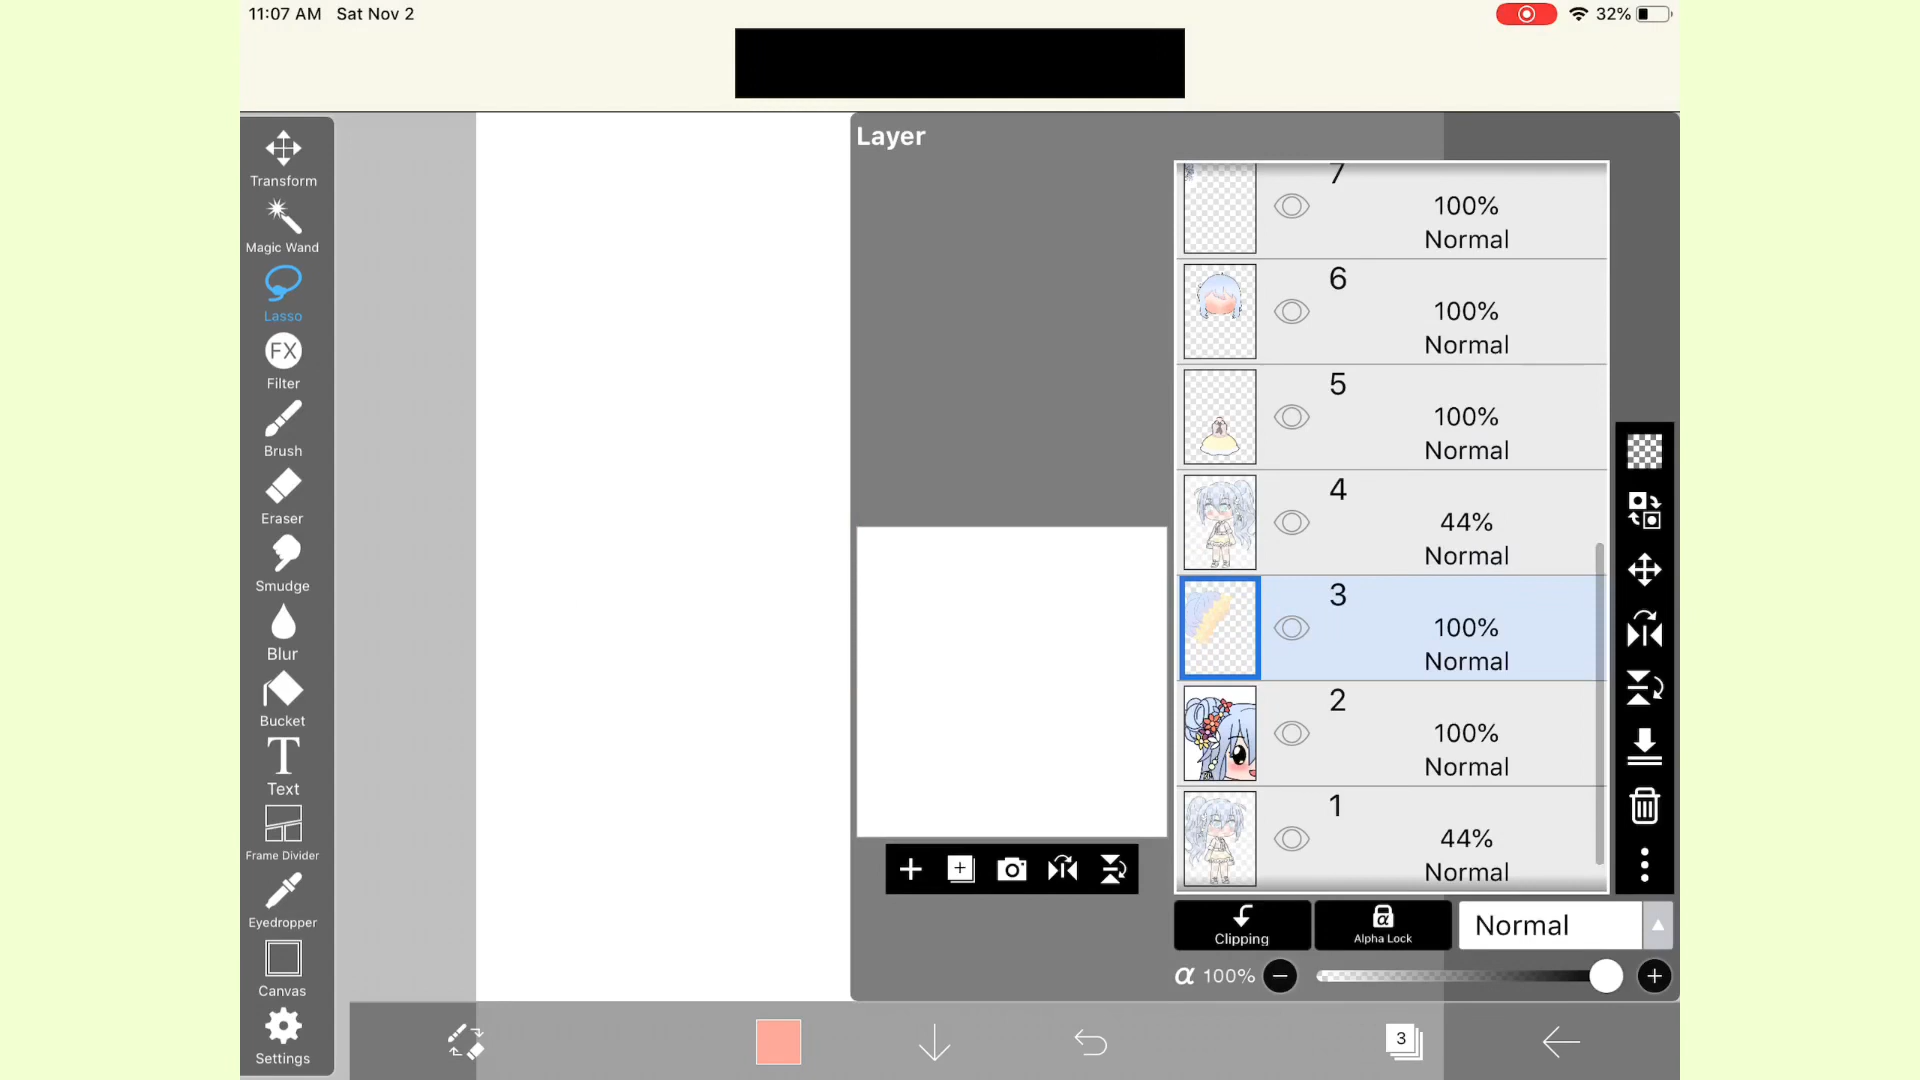 11:07 AM Sat Nov 2
32%
Layer
Transform
Magic Wand
Lasso
FX
Filter
Brush
Eraser
Smudge
Blur
Bucket
T
Text
Frame Divider
Eyedropper
Canvas
Settings
7
100%
Normal
6
100%
Normal
5
100%
Normal
4
44%
Normal
3
100%
Normal
2
100%
Normal
1
44%
Normal
Clipping
α
Alpha Lock
Normal
α 100%
3